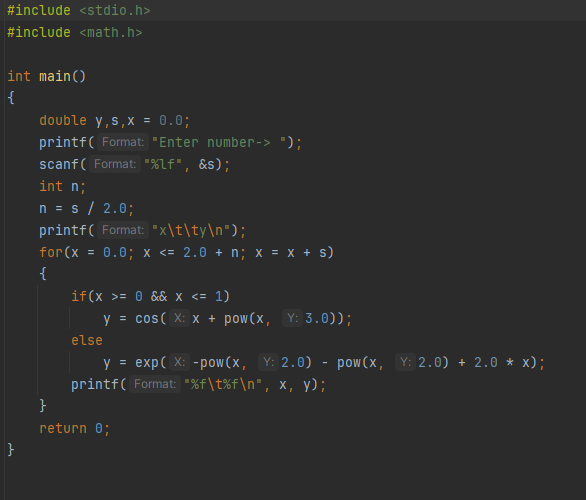 #include <stdio.h>
#include <math.h>
int main()
{
double y,s,x = 0.0;
printf( Format: "Enter number-> ");
scanf( Format: "%lf", &s);
int n;
n = s / 2.0;
printf( Format: "x\t\ty\n");
for(x = 0.0; x <= 2.0 + n; x = x + s)
{
if(x >= 0 && x <= 1)
y = cos( X: x + pow(x, Y: 3.0));
else
y = exp( X: -pow(x, Y: 2.0) - pow(x, Y: 2.0) + 2.0 * x);
printf( Format: "%f\t%f\n", x, y);
}
return 0;
}